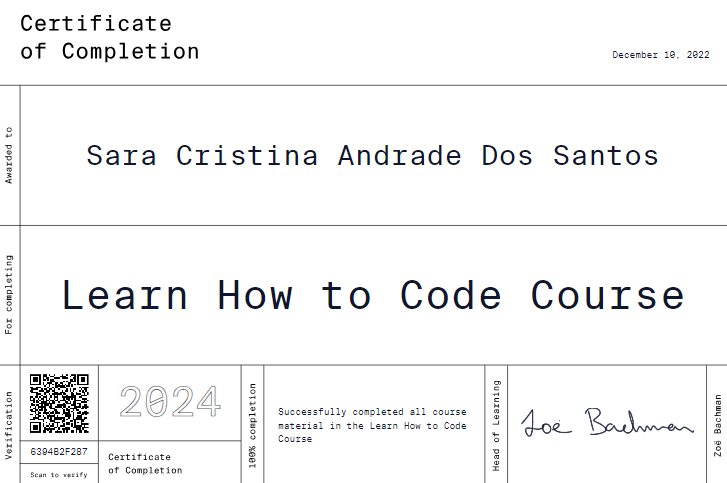 Certificate
of Completion
December 10, 2022
Awarded to
Sara Cristina Andrade Dos Santos
For completing
Learn How to Code Course
Verification
6394B2F287
Scan to verify
2024
Certificate
of Completion
100% completion
Successfully completed all course
material in the Learn How to Code
Course
Head of Learning
Zoë Bachman
Zoë Bachman